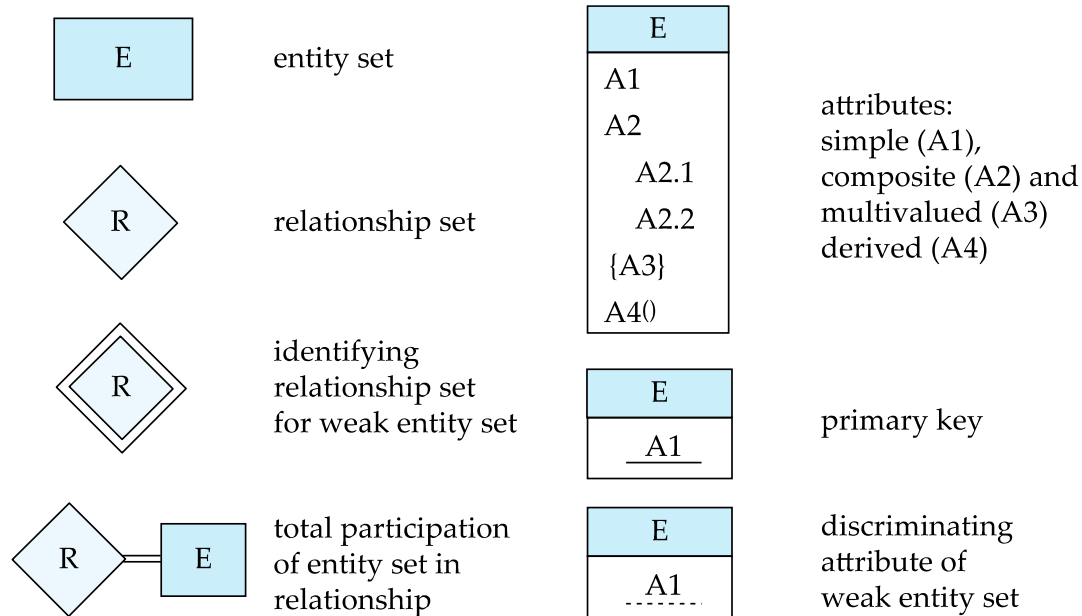 E
entity set
R
relationship set
R
identifying
relationship set
for weak entity set
R
E
total participation
of entity set in
relationship
E
A1
A2
A2.1
A2.2
{A3}
A4()
attributes:
simple (A1),
composite (A2) and
multivalued (A3)
derived (A4)
E
A1
primary key
E
A1
discriminating
attribute of
weak entity set